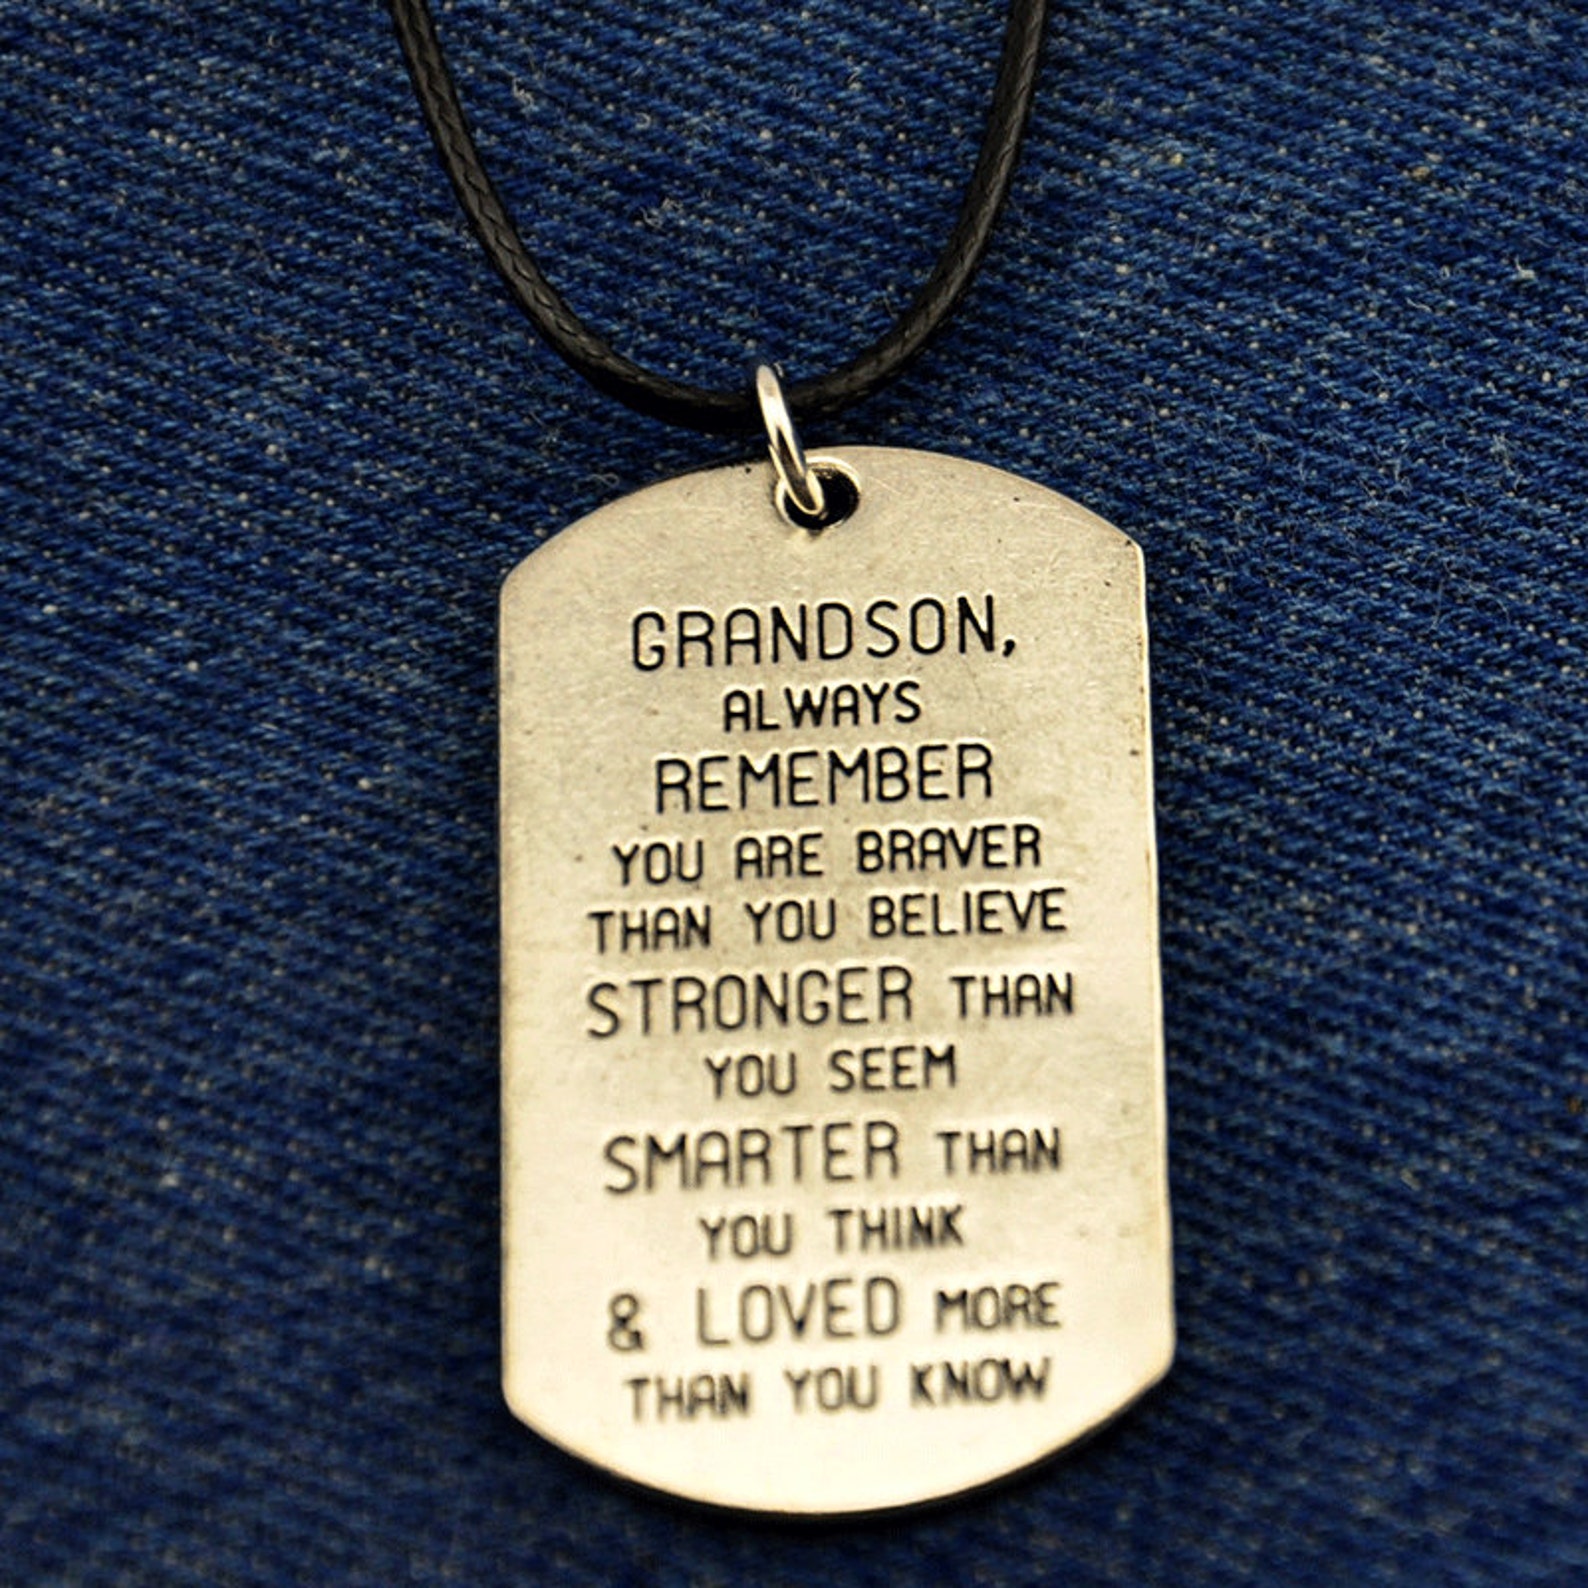 GRANDSON,
ALWAYS
REMEMBER
YOU ARE BRAVER
THAN YOU BELIEVE
STRONGER THAN
YOU SEEM
SMARTER THAN
YOU THINK
& LOVED MORE
THAN YOU KNOW